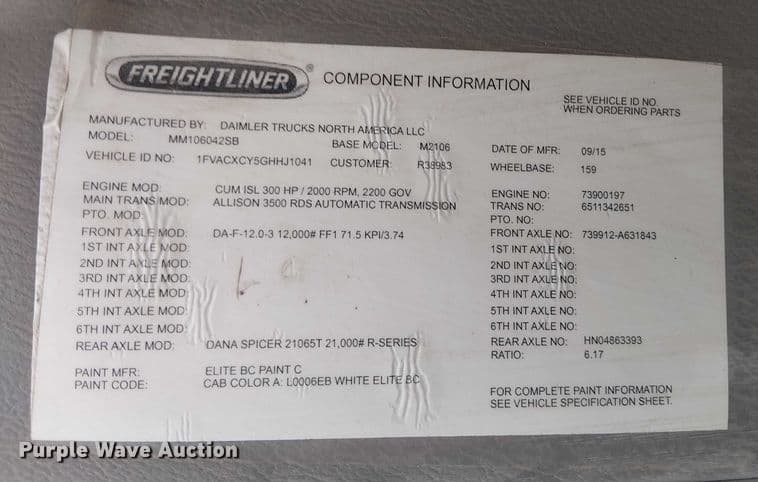 FREIGHTLINER ® COMPONENT INFORMATION
SEE VEHICLE ID NO.
WHEN ORDERING PARTS
MANUFACTURED BY: DAIMLER TRUCKS NORTH AMERICA LLC
MODEL: MM106042SB BASE MODEL: M2106 DATE OF MFR: 09/15
VEHICLE ID NO: 1FVACXCY5GHHJ1041 CUSTOMER: R38983 WHEELBASE: 159
ENGINE MOD: CUM ISL 300 HP / 2000 RPM, 2200 GOV ENGINE NO: 73900197
MAIN TRANS MOD: ALLISON 3500 RDS AUTOMATIC TRANSMISSION TRANS NO: 6511342651
PTO. MOD: PTO. NO:
FRONT AXLE MOD: DA-F-12.0-3 12,000# FF1 71.5 KPI/3.74 FRONT AXLE NO: 739912-A631843
1ST INT AXLE MOD: 1ST INT AXLE NO:
2ND INT AXLE MOD: 2ND INT AXLE NO:
3RD INT AXLE MOD: 3RD INT AXLE NO:
4TH INT AXLE MOD: 4TH INT AXLE NO:
5TH INT AXLE MOD: 5TH INT AXLE NO:
6TH INT AXLE MOD: 6TH INT AXLE NO:
REAR AXLE MOD: DANA SPICER 21065T 21,000# R-SERIES REAR AXLE NO: HN04863393
RATIO: 6.17
PAINT MFR: ELITE BC PAINT C
PAINT CODE: CAB COLOR A: L0006EB WHITE ELITE BC
FOR COMPLETE PAINT INFORMATION
SEE VEHICLE SPECIFICATION SHEET.
Purple Wave Auction